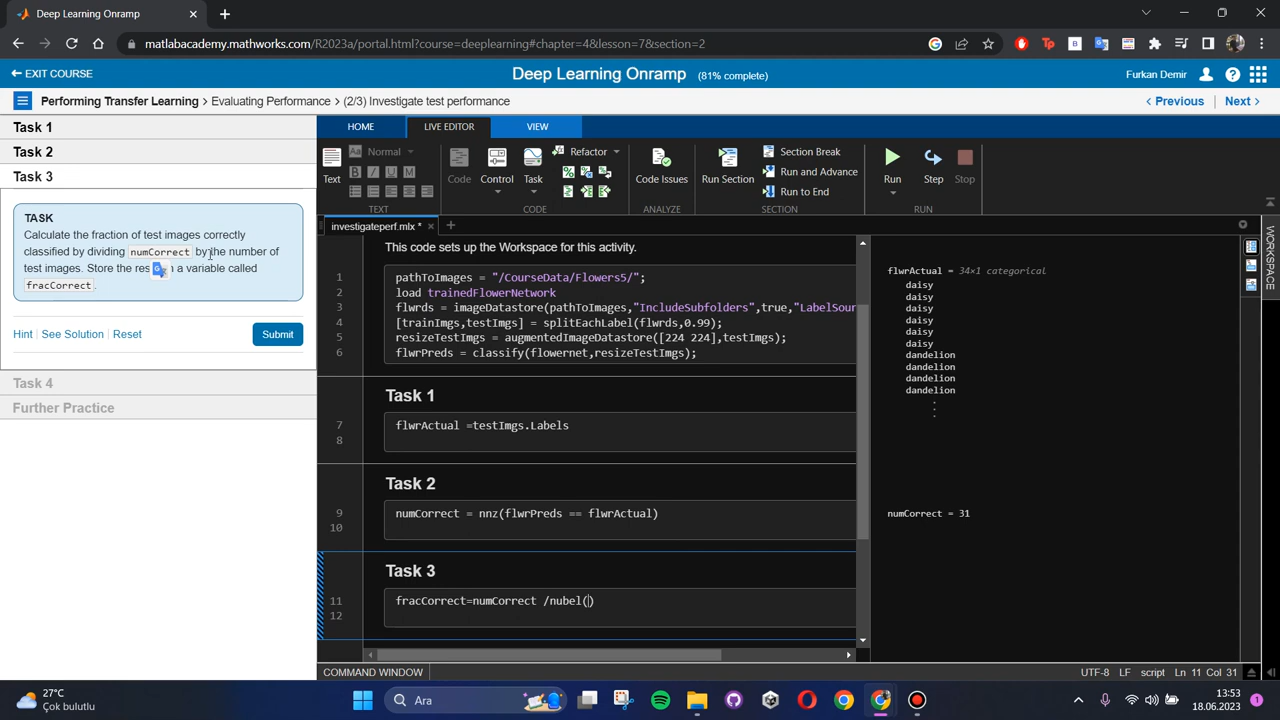 Deep Learning Onramp
matlabacademy.mathworks.com/R2023a/portal.html?course=deeplearning#chapter=4&lesson=7&section=2
EXIT COURSE
Deep Learning Onramp (81% complete)
Furkan Demir
Performing Transfer Learning > Evaluating Performance > (2/3) Investigate test performance
Previous
Next
Task 1
Task 2
Task 3
TASK
Calculate the fraction of test images correctly
classified by dividing numCorrect by the number of
test images. Store the res n a variable called
fracCorrect.
Hint | See Solution | Reset
Submit
Task 4
Further Practice
HOME
LIVE EDITOR
VIEW
Text
Aa Normal
B I U M
TEXT
Code
Control
Task
Refactor
CODE
Code Issues
ANALYZE
Run Section
Section Break
Run and Advance
Run to End
SECTION
Run
Step
Stop
RUN
investigateperf.mlx *
This code sets up the Workspace for this activity.
1 pathToImages = "/CourseData/Flowers5/";
2 load trainedFlowerNetwork
3 flwrds = imageDatastore(pathToImages,"IncludeSubfolders",true,"LabelSour
4 [trainImgs,testImgs] = splitEachLabel(flwrds,0.99);
5 resizeTestImgs = augmentedImageDatastore([224 224],testImgs);
6 flwrPreds = classify(flowernet,resizeTestImgs);
Task 1
7 flwrActual =testImgs.Labels
8
Task 2
9 numCorrect = nnz(flwrPreds == flwrActual)
10
Task 3
11 fracCorrect=numCorrect /nubel()
12
flwrActual = 34×1 categorical
daisy
daisy
daisy
daisy
daisy
daisy
dandelion
dandelion
dandelion
dandelion
⋮
numCorrect = 31
WORKSPACE
COMMAND WINDOW
UTF-8 LF script Ln 11 Col 31
27°C
Çok bulutlu
Ara
13:53
18.06.2023
1